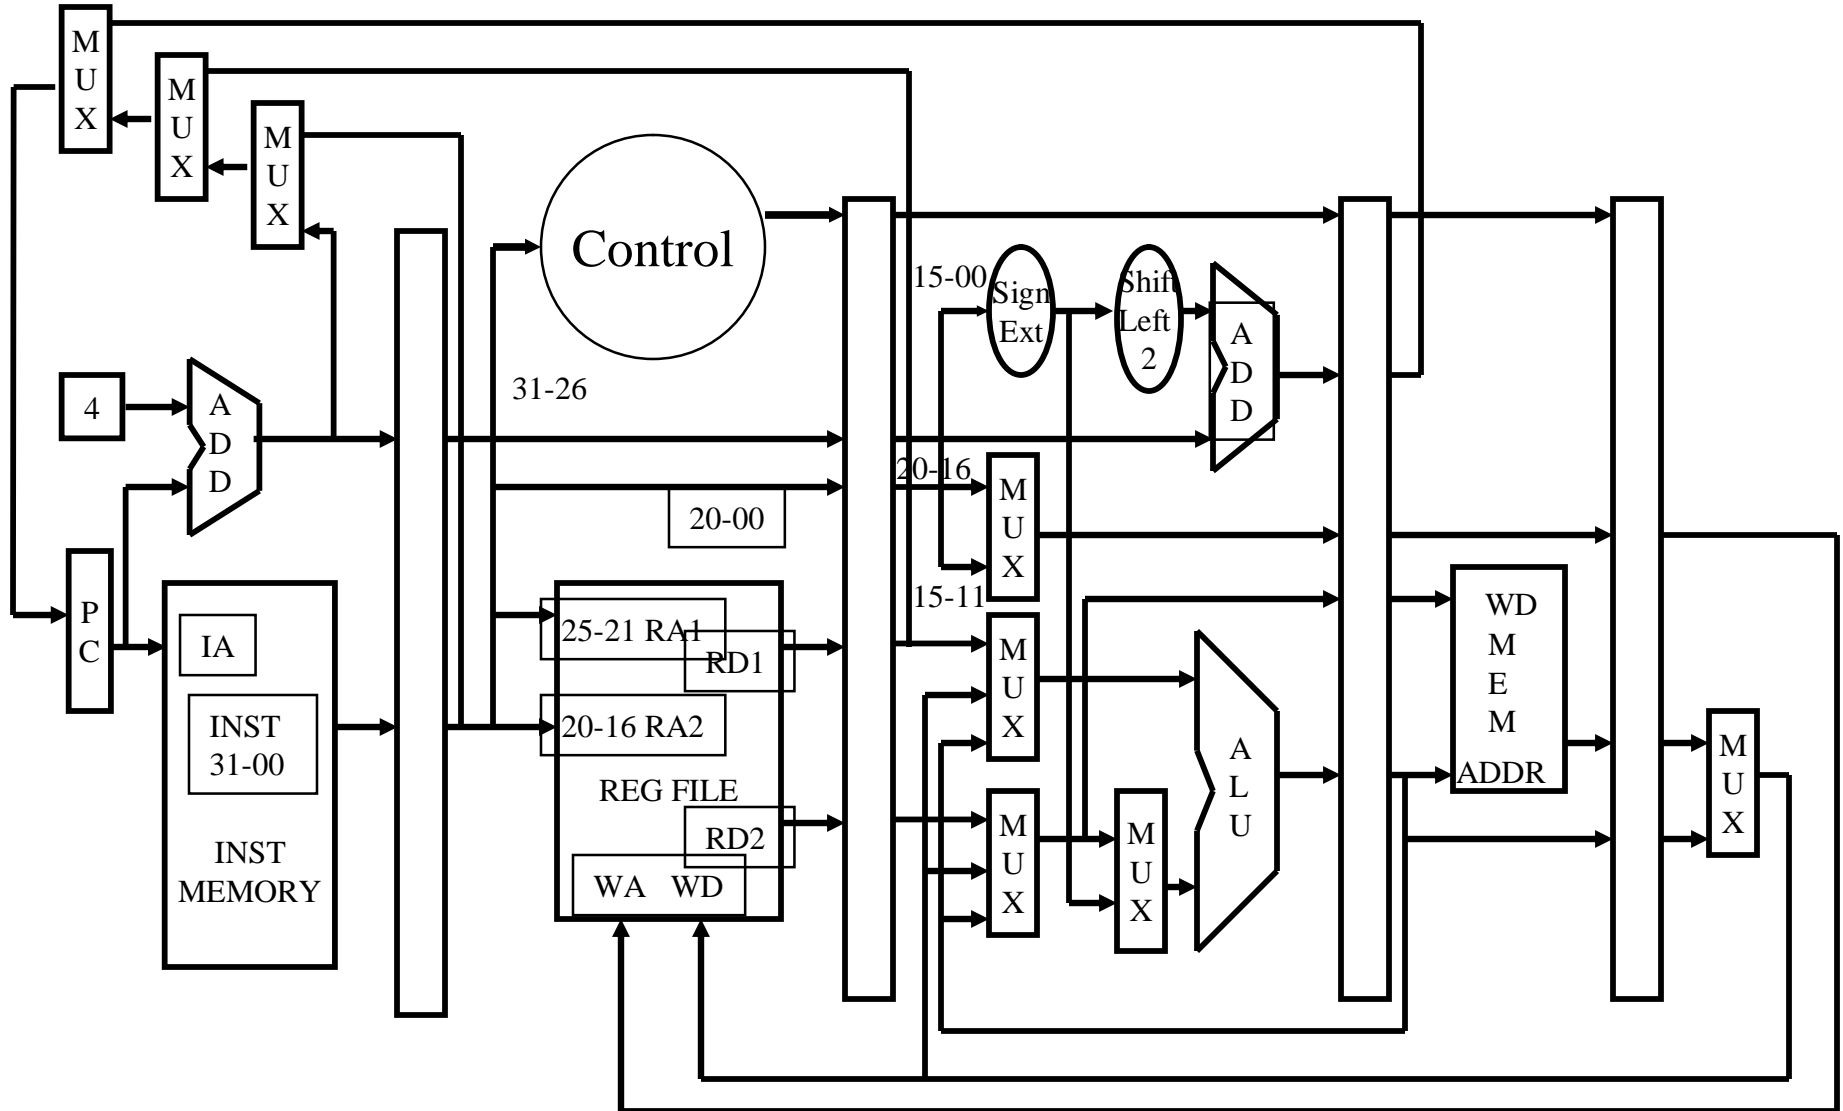 M
U
X
M
U
X
M
U
X
Control
15-00
Sign
Ext
Shift
Left
2
A
D
D
31-26
4
A
D
D
20-16
M
U
X
20-00
15-11
P
C
IA
INST
31-00
INST
MEMORY
25-21 RA1
RD1
20-16 RA2
REG FILE
RD2
WA WD
M
U
X
M
U
X
M
U
X
A
L
U
WD
M
E
M
ADDR
M
U
X